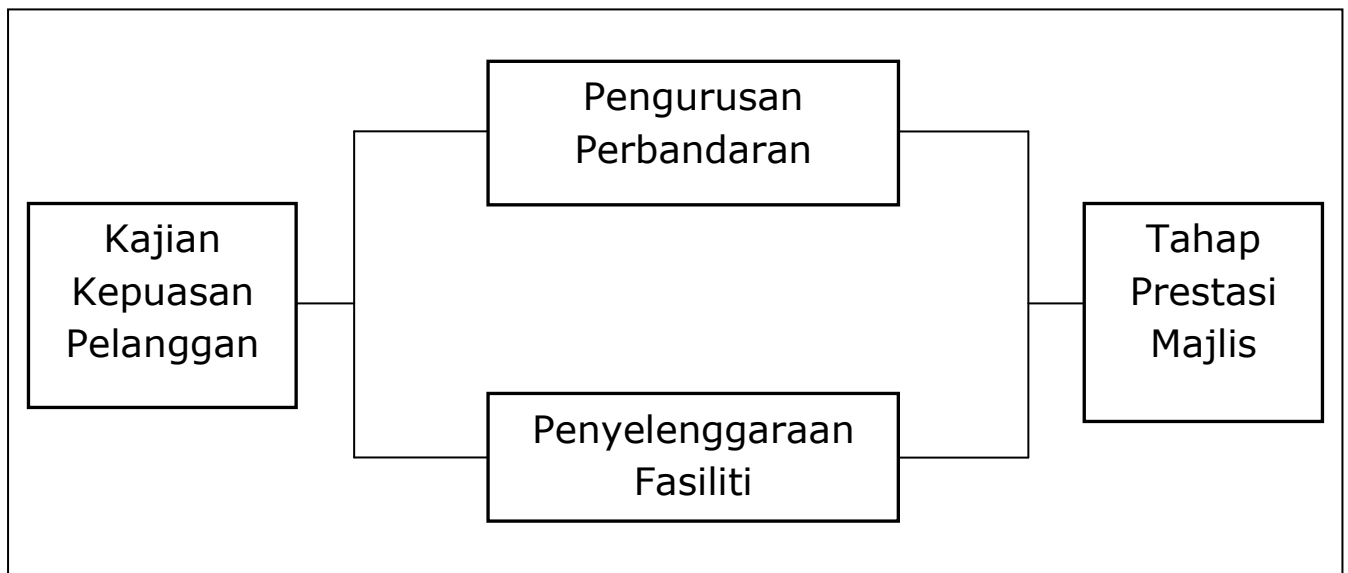 Pengurusan
Perbandaran
Kajian
Kepuasan
Pelanggan
Tahap
Prestasi
Majlis
Penyelenggaraan
Fasiliti